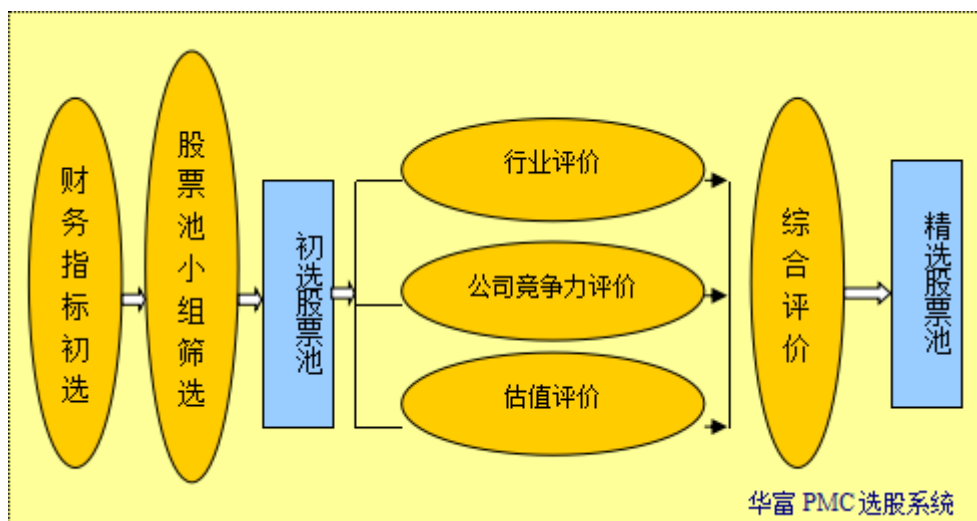 财务指标初选
股票池小组筛选
初选股票池
行业评价
公司竞争力评价
估值评价
综合评价
精选股票池
华富 PMC 选股系统